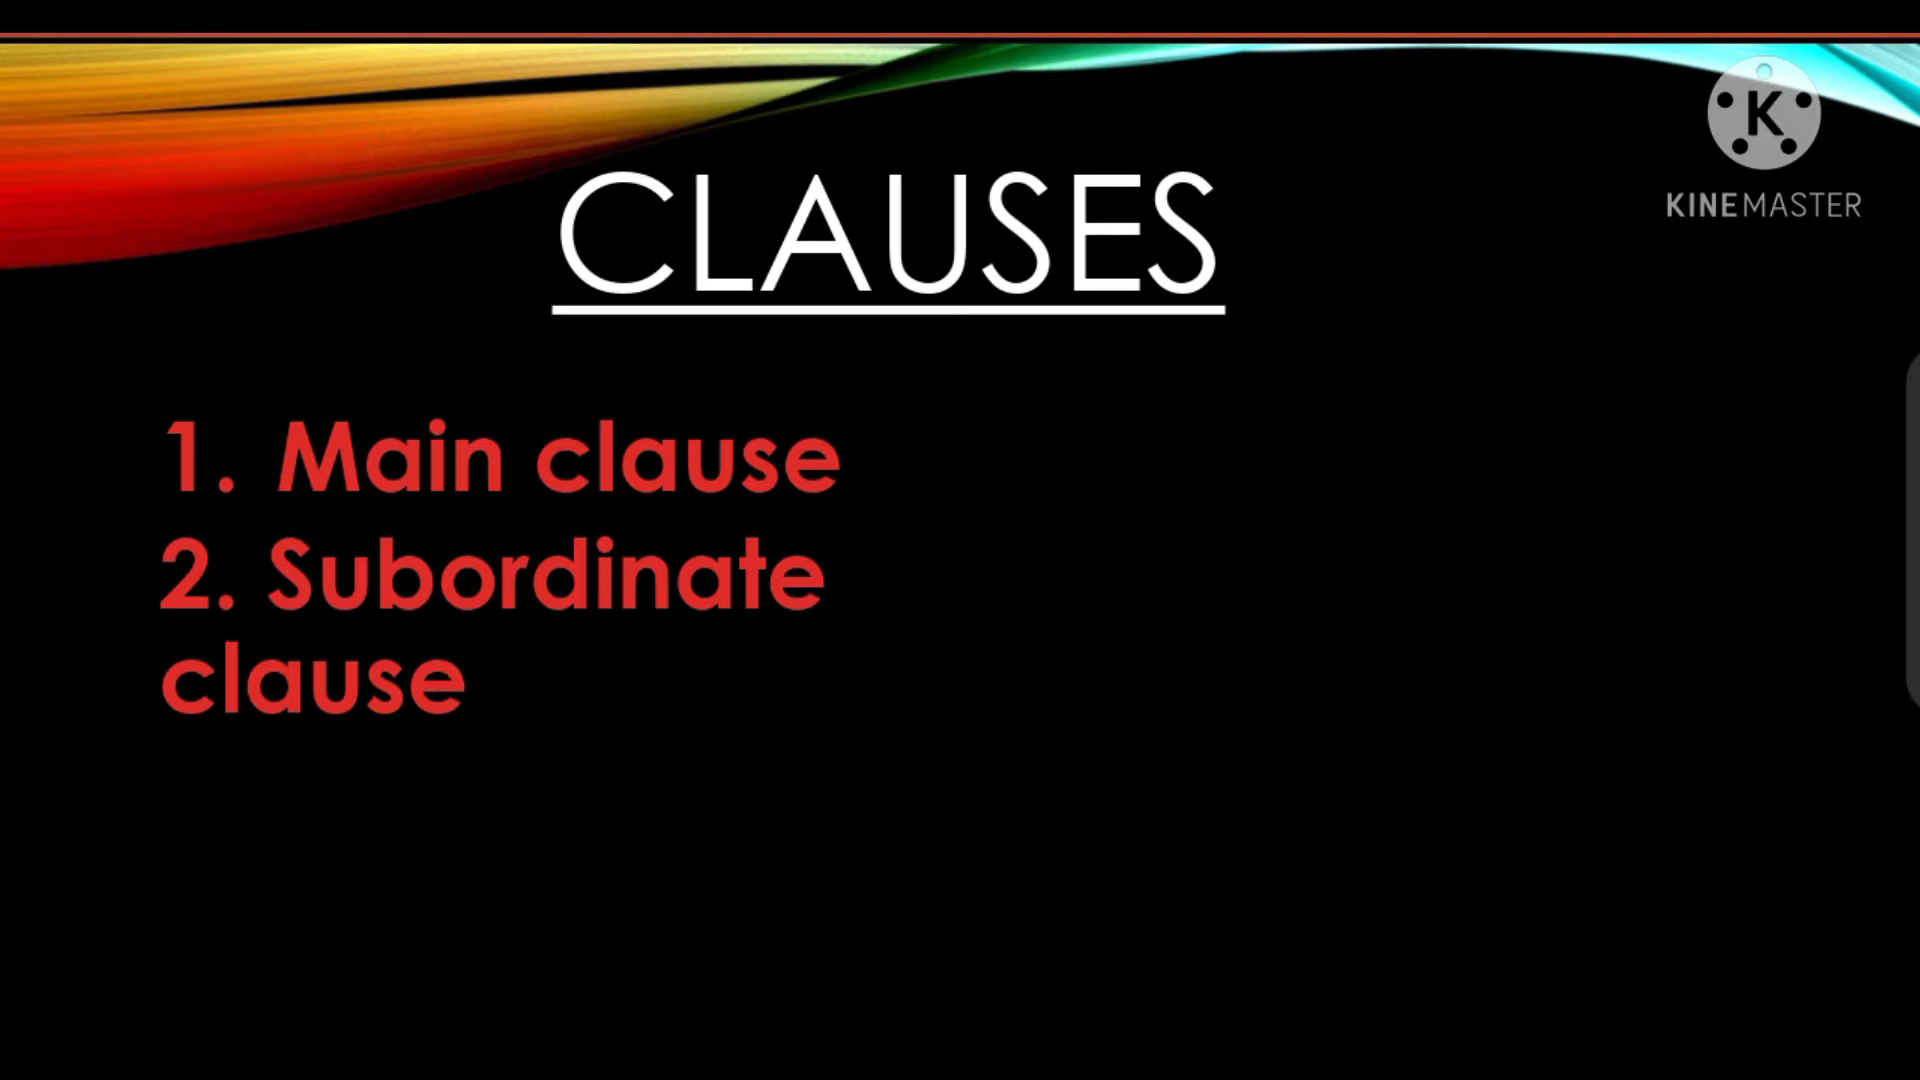 KINEMASTER
CLAUSES
1. Main clause
2. Subordinate
clause